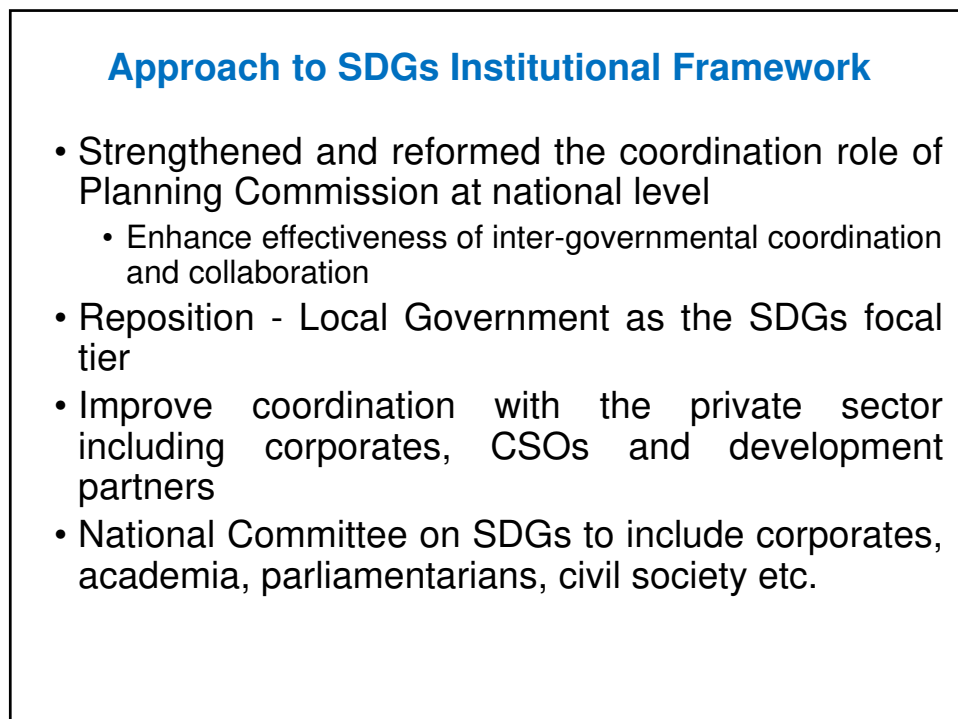 Approach to SDGs Institutional Framework
• Strengthened and reformed the coordination role of
Planning Commission at national level
• Enhance effectiveness of inter-governmental coordination
and collaboration
• Reposition - Local Government as the SDGs focal
tier
• Improve coordination with the private sector
including corporates, CSOs and development
partners
• National Committee on SDGs to include corporates,
academia, parliamentarians, civil society etc.